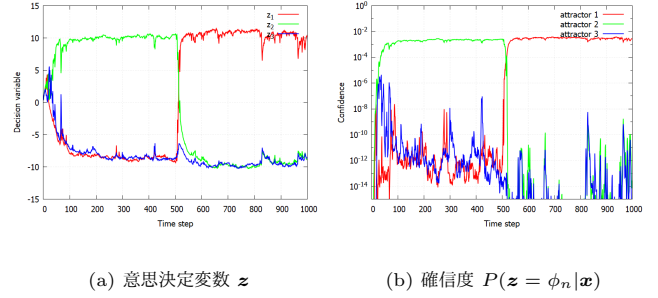 z1
z2
z3
Decision variable
15
10
5
0
-5
-10
-15
0 100 200 300 400 500 600 700 800 900 1000
Time step
attractor 1
attractor 2
attractor 3
Confidence
10^0
10^-2
10^-4
10^-6
10^-8
10^-10
10^-12
10^-14
0 100 200 300 400 500 600 700 800 900 1000
Time step
(a) 意思決定変数 z
(b) 確信度 P(z = ϕn|x)